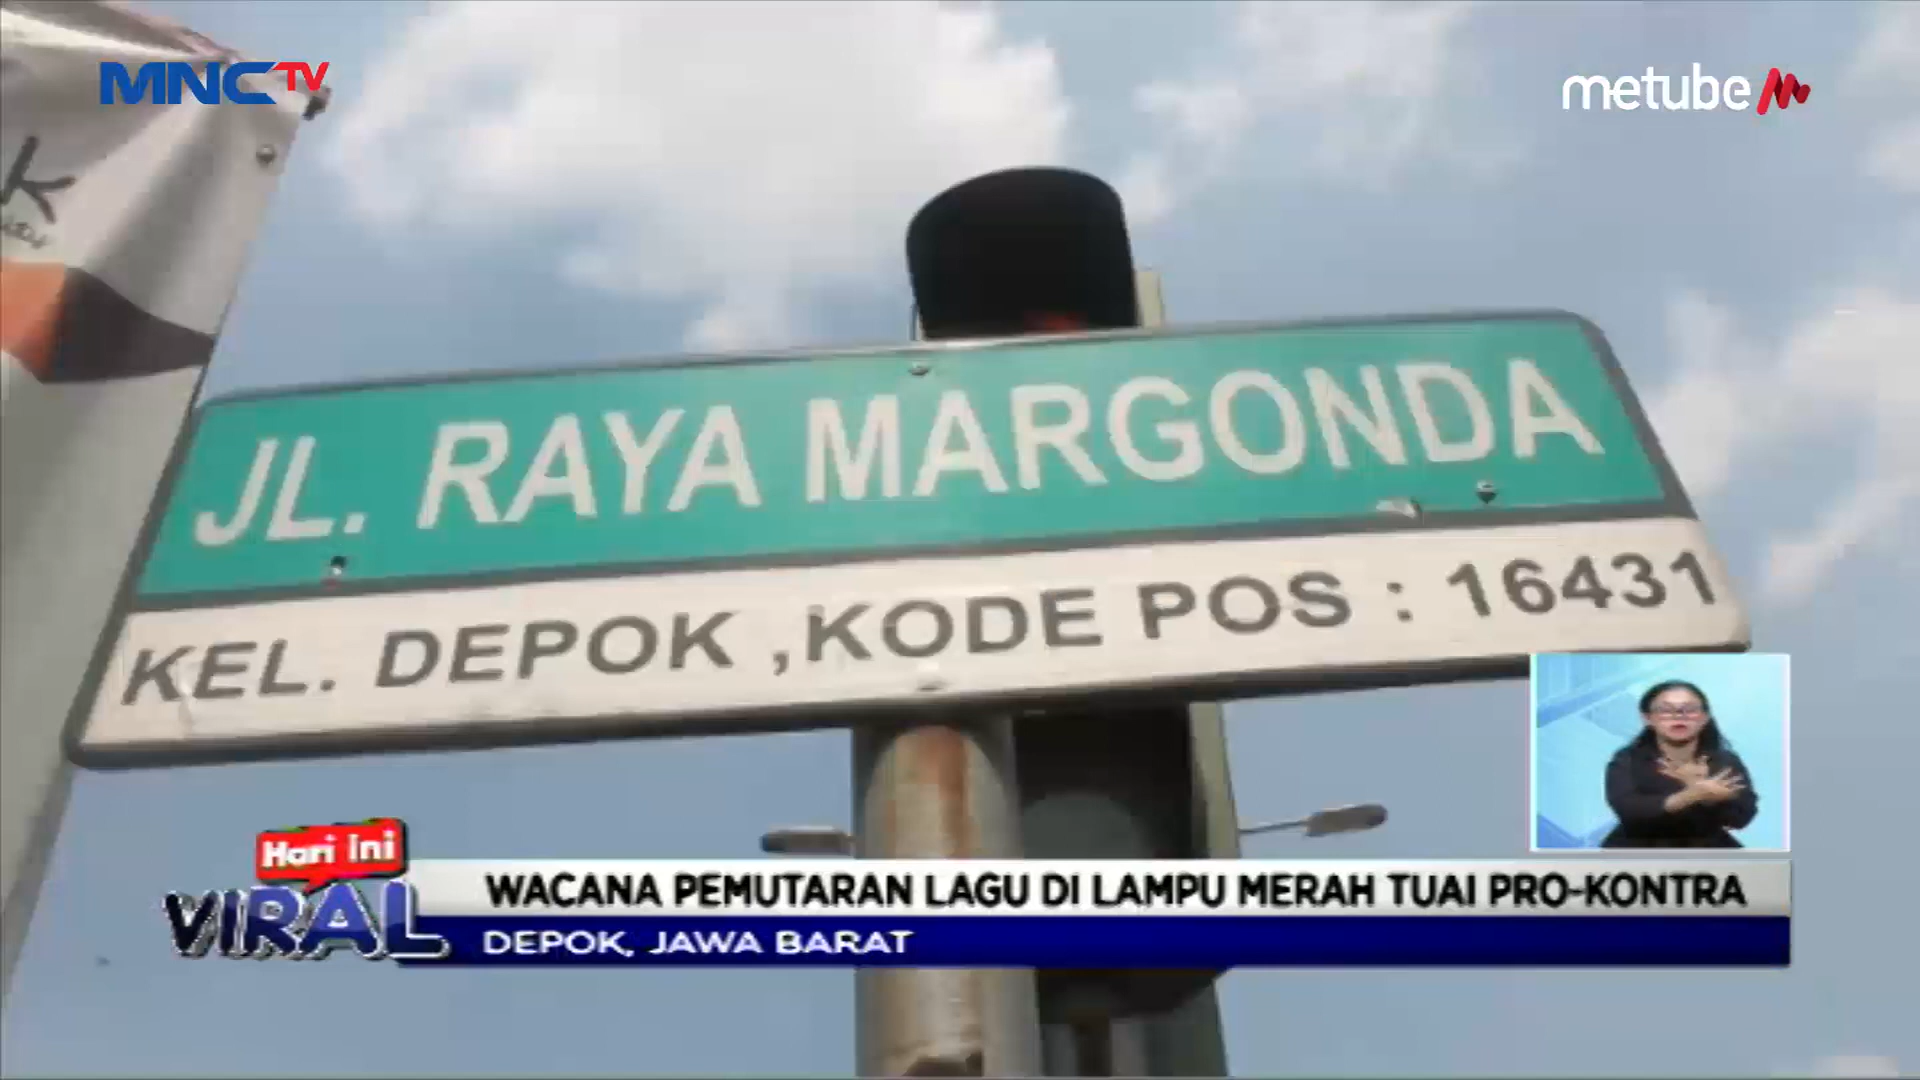 MNCTV
metube
JL. RAYA MARGONDA
KEL. DEPOK ,KODE POS : 16431
Hari ini
VIRAL
WACANA PEMUTARAN LAGU DI LAMPU MERAH TUAI PRO-KONTRA
DEPOK, JAWA BARAT